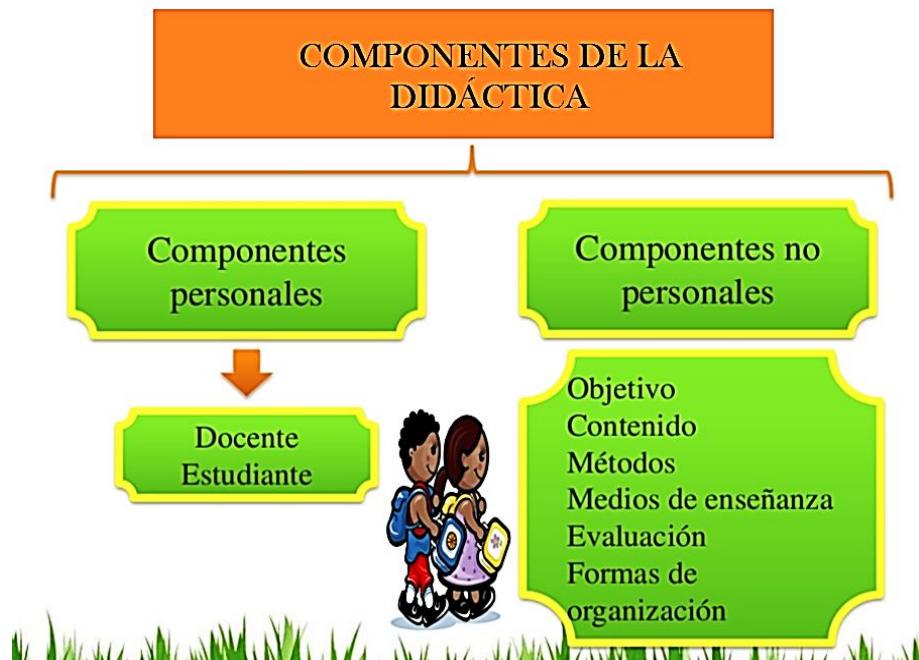 COMPONENTES DE LA
DIDÁCTICA
Componentes
personales
Componentes no
personales
Docente
Estudiante
Objetivo
Contenido
Métodos
Medios de enseñanza
Evaluación
Formas de
organización